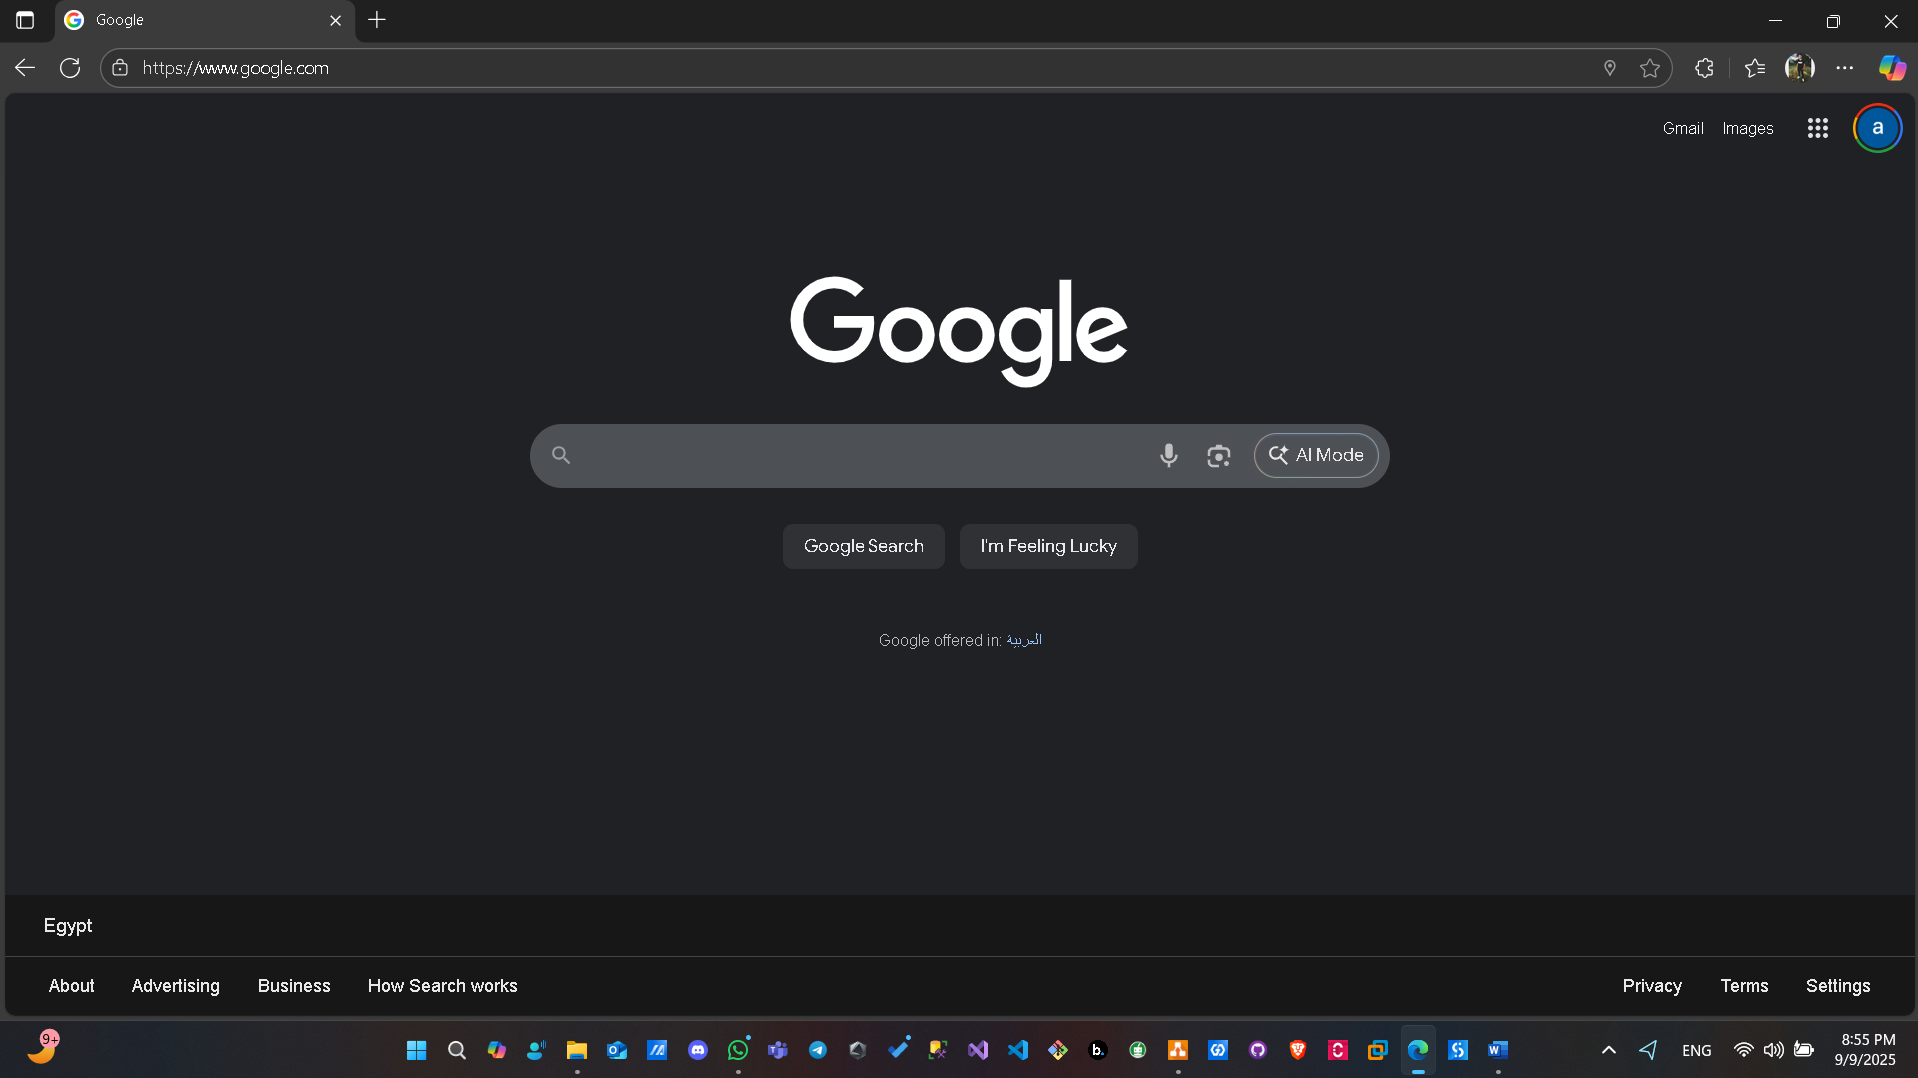 Google
https://www.google.com
Gmail Images
a
Google
AI Mode
Google Search I'm Feeling Lucky
Google offered in: العربية
Egypt
About Advertising Business How Search works
Privacy Terms Settings
9+
b.
ENG
8:55 PM
9/9/2025